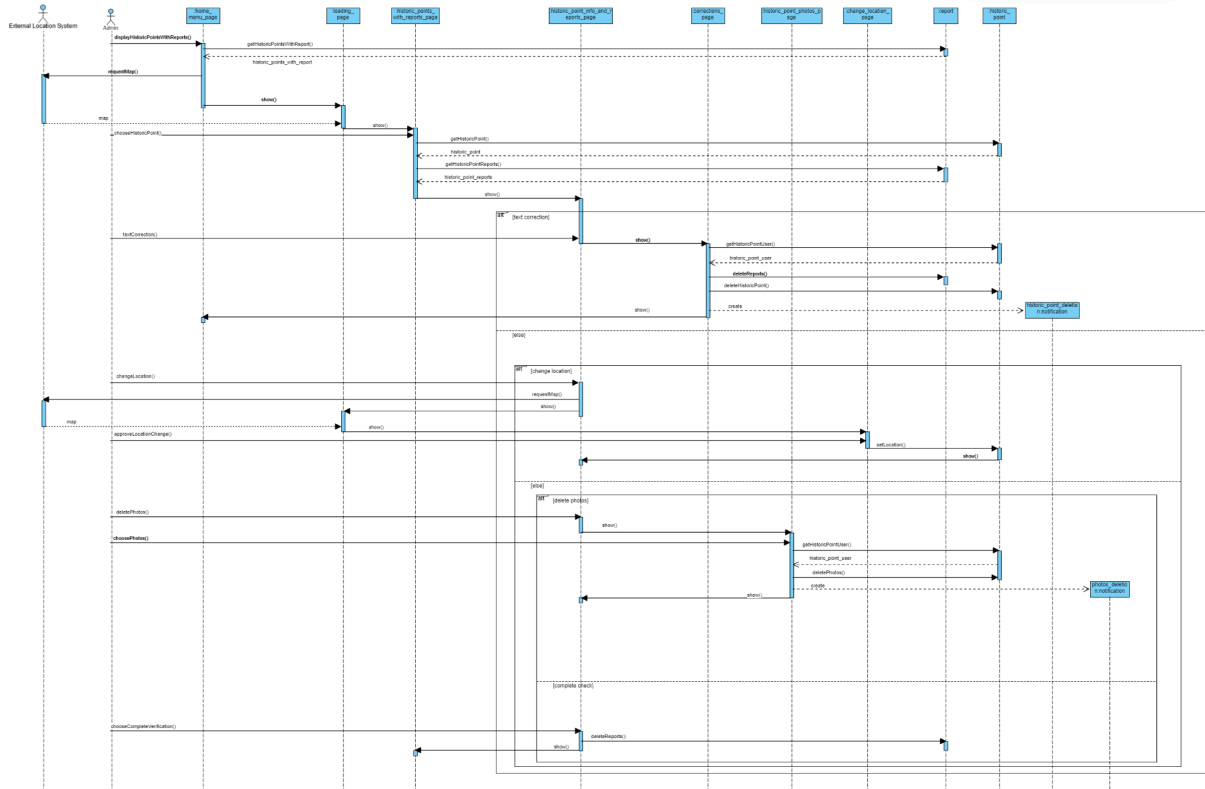 :home_
menu_page
:loading_
page
:historic_points_
with_reports_page
:historic_point_info_and_r
eports_page
:corrections_
page
:historic_point_photos_p
age
:change_location_
page
:report
:historic_
point
External Location System
Admin
displayHistoricPointsWithReports()
getHistoricPointsWithReport()
historic_points_with_report
requestMap()
show()
map
show()
chooseHistoricPoint()
getHistoricPoint()
historic_point
getHistoricPointReports()
historic_point_reports
show()
alt
[text correction]
textCorrection()
show()
getHistoricPointUser()
historic_point_user
deleteReports()
deleteHistoricPoint()
create
historic_point_deletio
n:notification
show()
[else]
alt
[change location]
changeLocation()
requestMap()
show()
map
show()
approveLocationChange()
setLocation()
show()
[else]
alt
[delete photos]
deletePhotos()
show()
choosePhotos()
getHistoricPointUser()
historic_point_user
deletePhotos()
create
photos_deletio
n:notification
show()
[complete check]
chooseCompleteVerification()
deleteReports()
show()